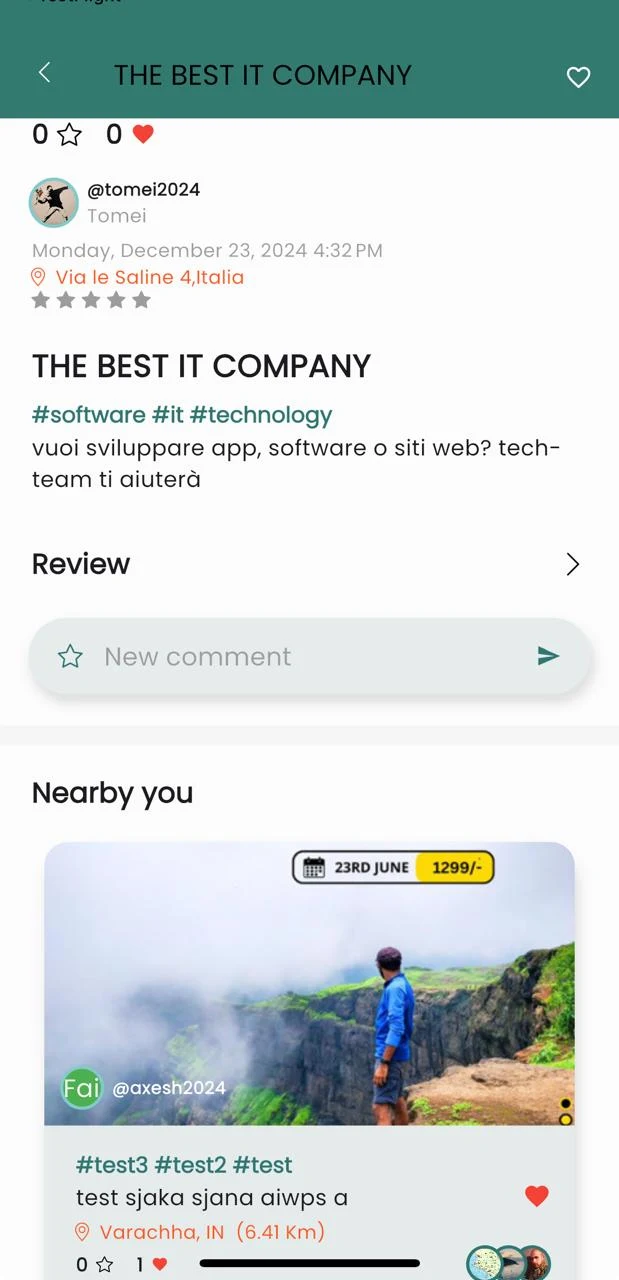 THE BEST IT COMPANY
0 0
@tomei2024
Tomei
Monday, December 23, 2024 4:32 PM
Via le Saline 4,Italia
THE BEST IT COMPANY
#software #it #technology
vuoi sviluppare app, software o siti web? tech-
team ti aiuterà
Review
New comment
Nearby you
23RD JUNE 1299/-
Fai @axesh2024
#test3 #test2 #test
test sjaka sjana aiwps a
Varachha, IN (6.41 Km)
0 1